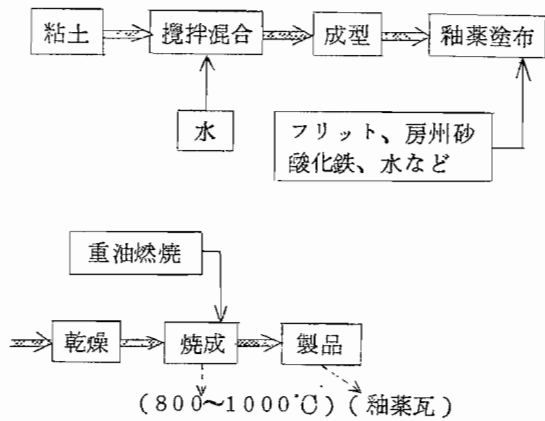 粘土
攪拌混合
成型
釉薬塗布
水
フリット、房州砂
酸化鉄、水など
重油燃焼
乾燥
焼成
製品
(800~1000℃)(釉薬瓦)